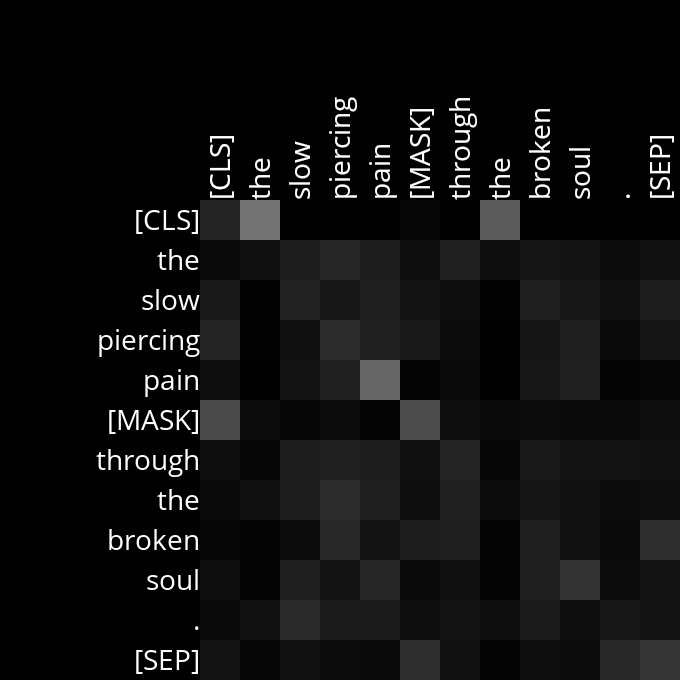 [CLS] the slow piercing pain [MASK] through the broken soul . [SEP]
[CLS]
the
slow
piercing
pain
[MASK]
through
the
broken
soul
.
[SEP]